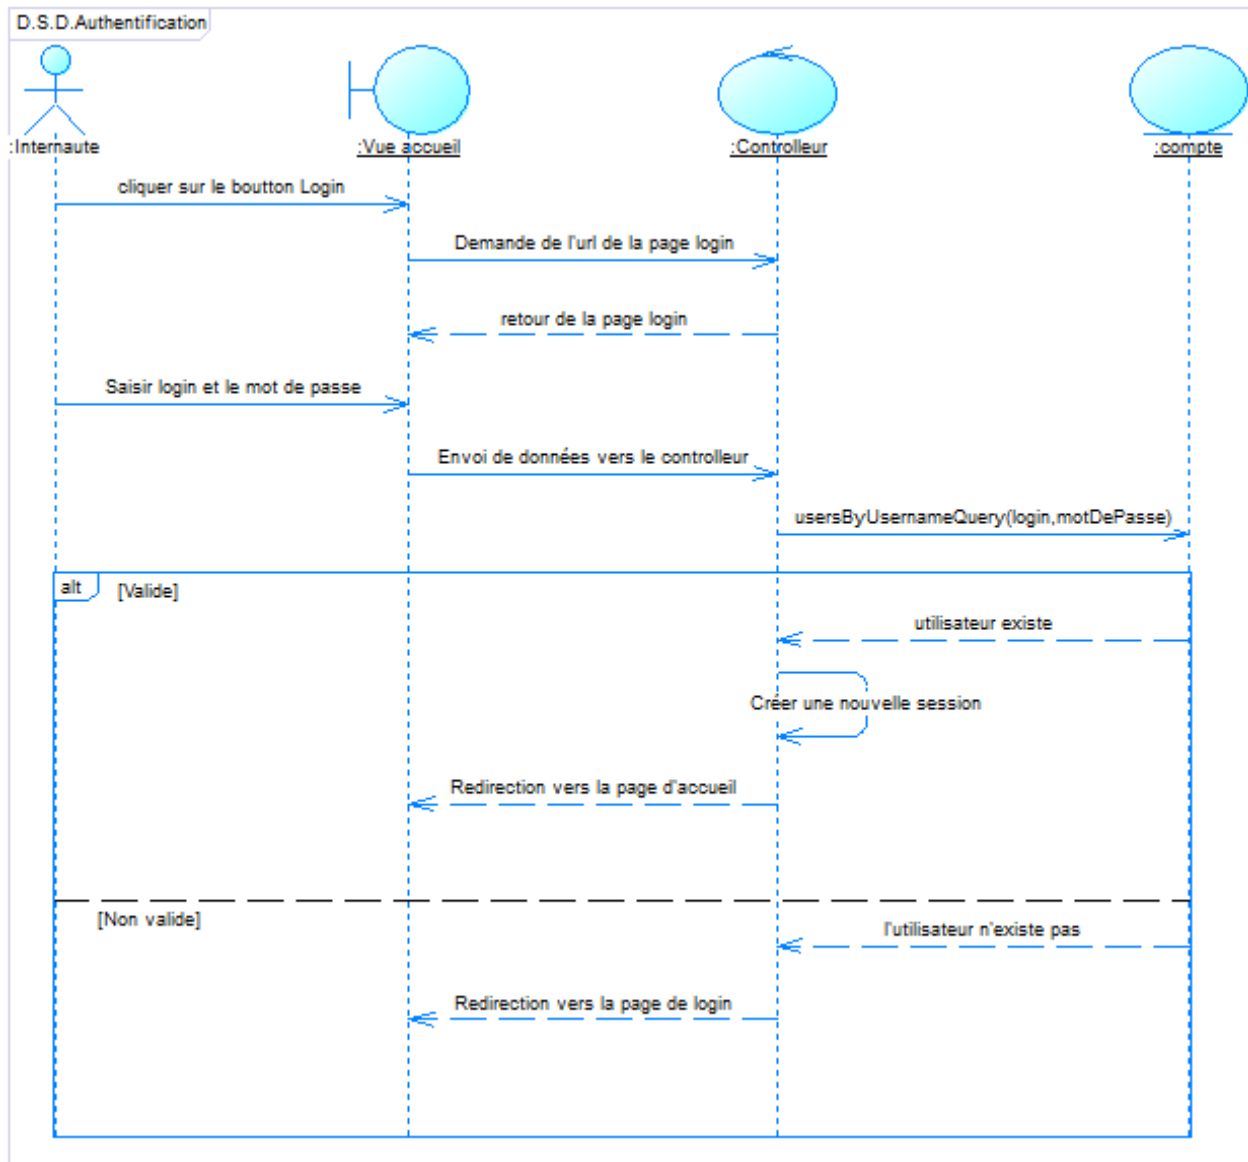 D.S.D.Authentification
:Internaute
:Vue accueil
:Controlleur
:compte
cliquer sur le boutton Login
Demande de l'url de la page login
retour de la page login
Saisir login et le mot de passe
Envoi de données vers le controlleur
usersByUsernameQuery(login,motDePasse)
alt
[Valide]
utilisateur existe
Créer une nouvelle session
Redirection vers la page d'accueil
[Non valide]
l'utilisateur n'existe pas
Redirection vers la page de login